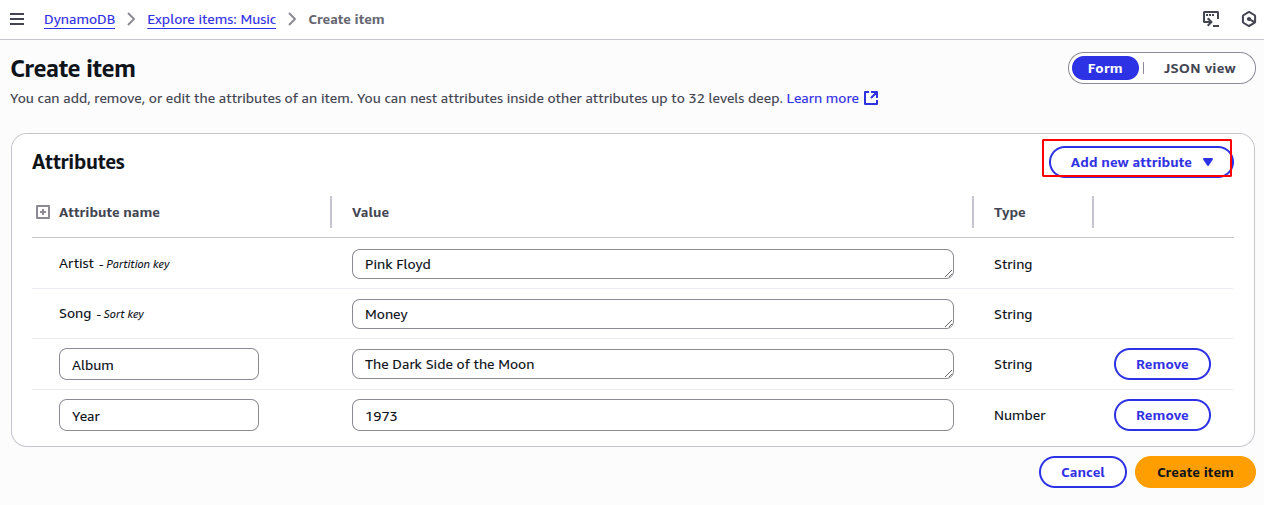 DynamoDB > Explore items: Music > Create item
Create item
Form | JSON view
You can add, remove, or edit the attributes of an item. You can nest attributes inside other attributes up to 32 levels deep. Learn more
Attributes
Add new attribute
Attribute name Value Type
Artist - Partition key Pink Floyd String
Song - Sort key Money String
Album The Dark Side of the Moon String Remove
Year 1973 Number Remove
Cancel Create item